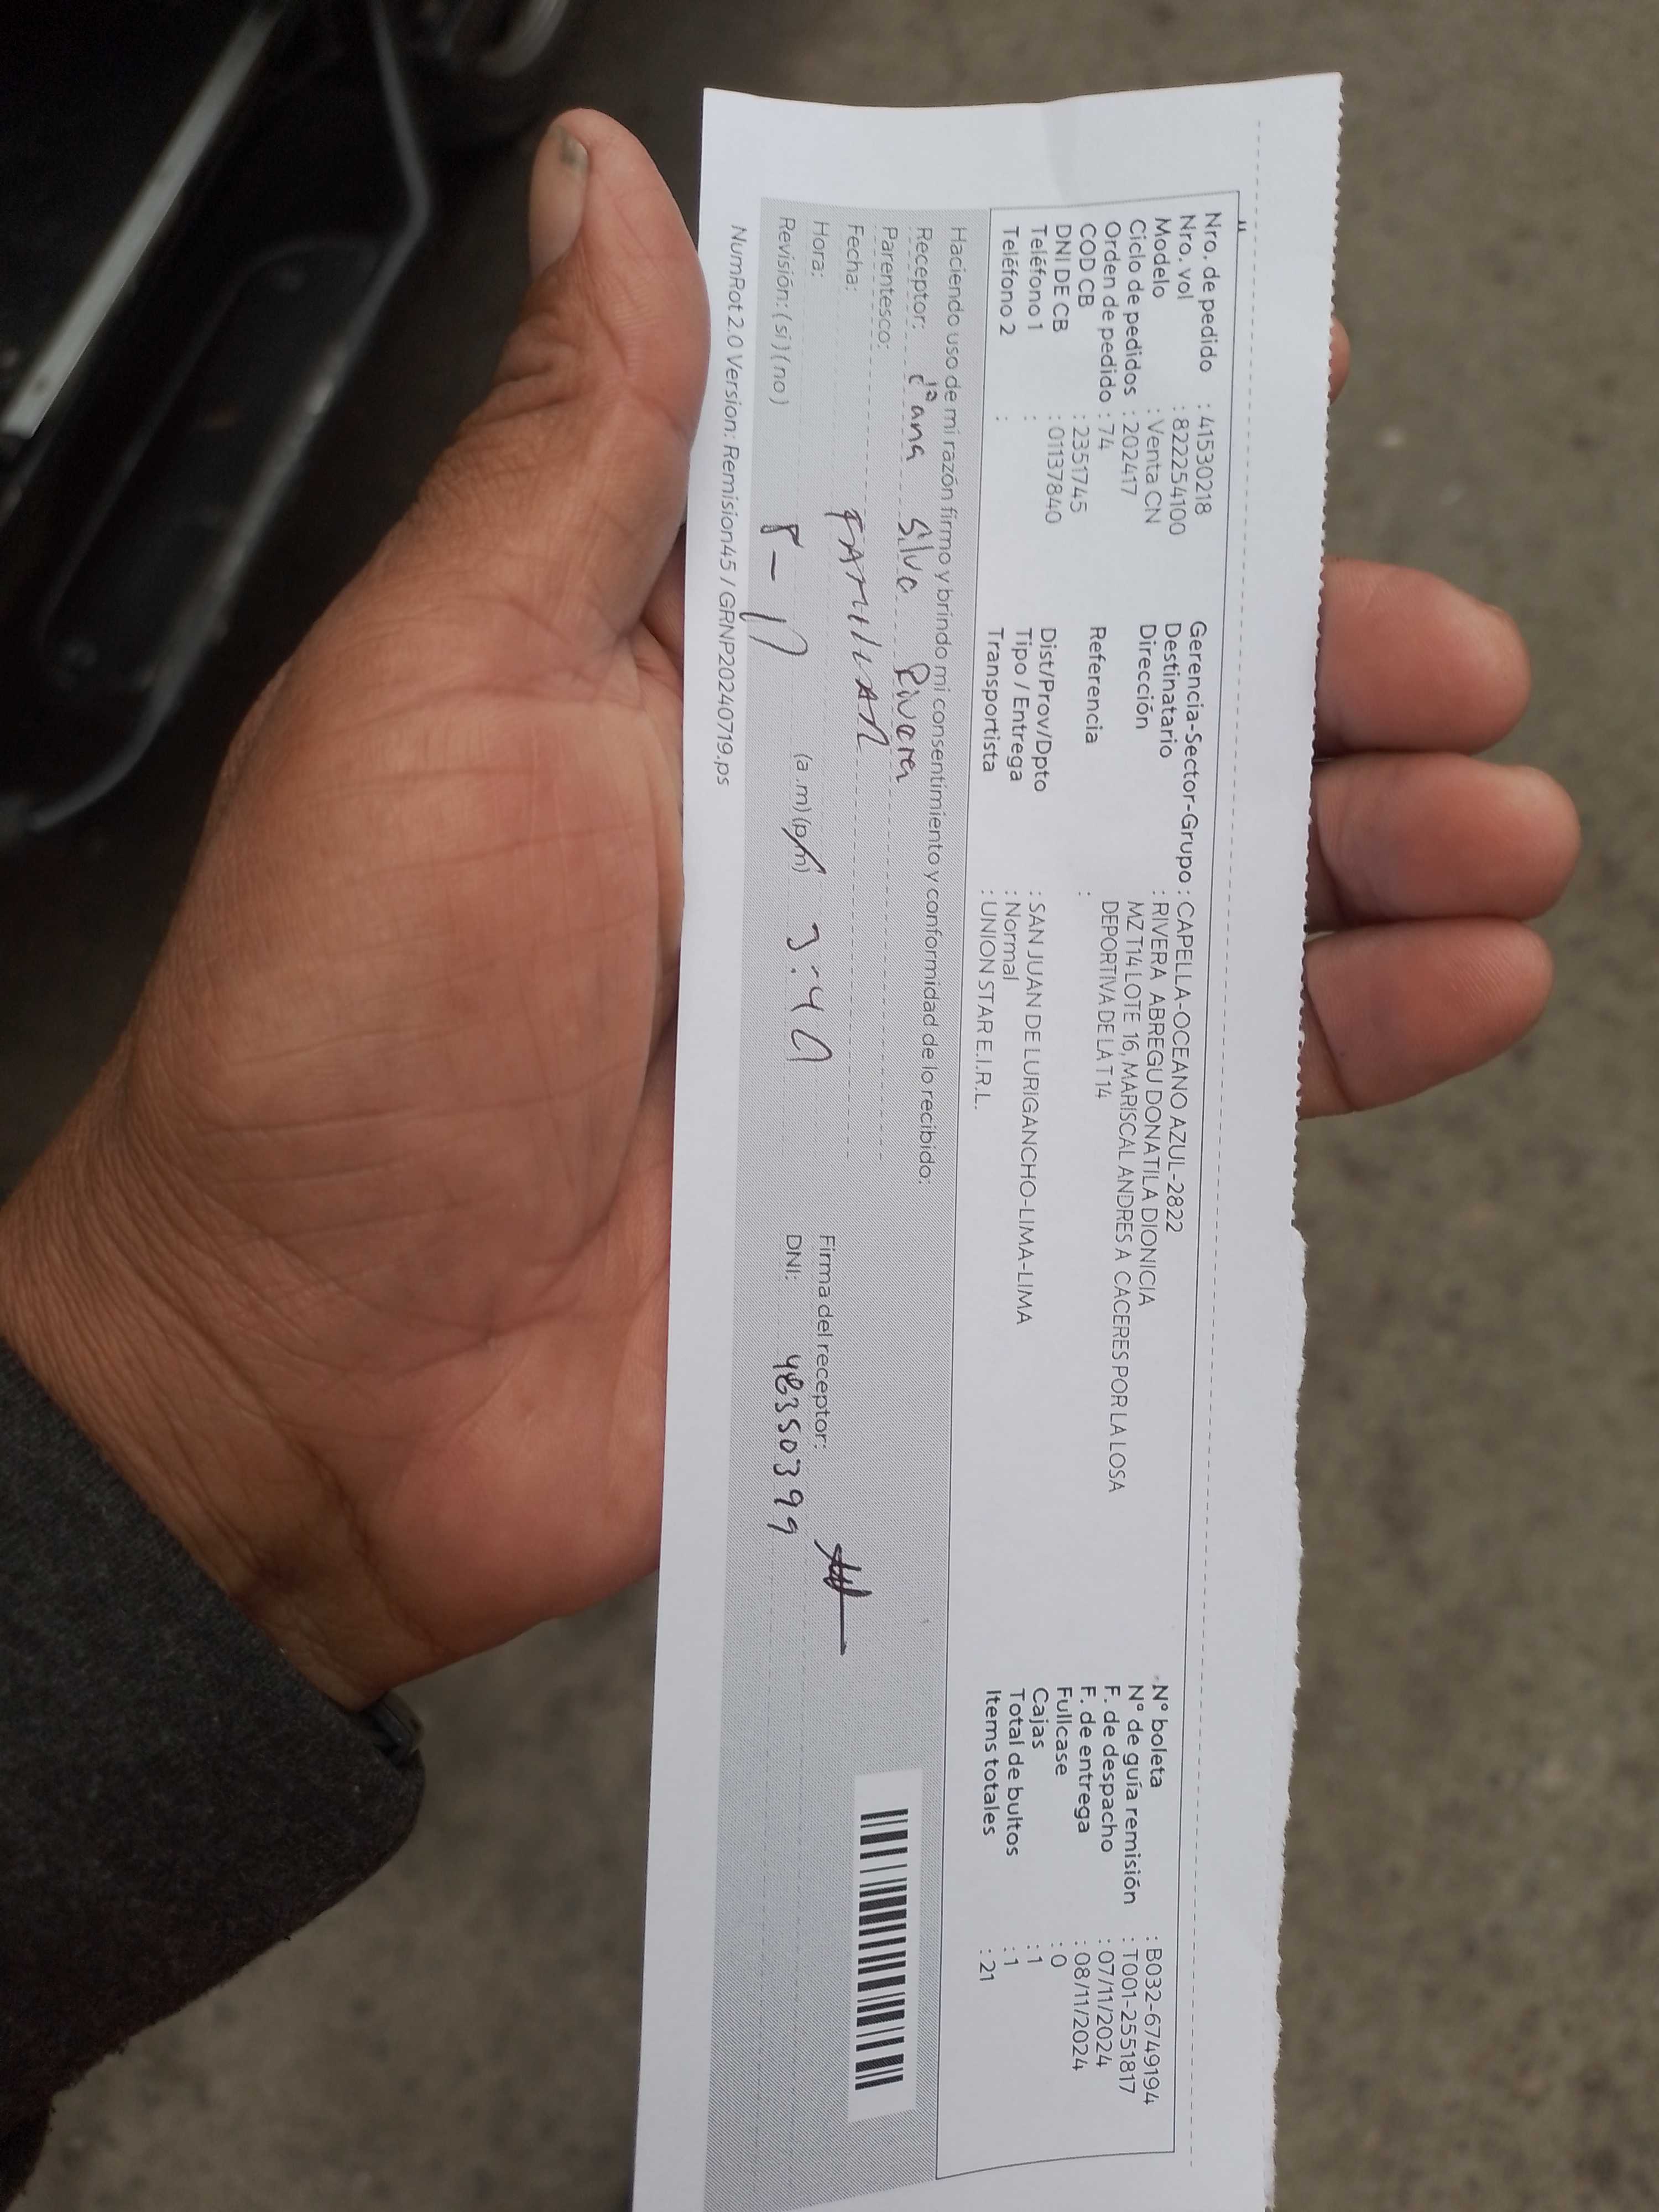 Nro. de pedido : 41530218
Nro. vol : 822254100
Modelo : Venta CN
Ciclo de pedidos : 202417
Orden de pedido : 74
COD CB : 2351745
DNI DE CB : 01137840
Teléfono 1 :
Teléfono 2 :
Gerencia-Sector-Grupo : CAPELLA-OCEANO AZUL-2822
Destinatario : RIVERA ABREGU DONATILA DIONICIA
Dirección MZ T14 LOTE 16, MARISCAL ANDRES A CACERES POR LA LOSA
DEPORTIVA DE LA T14
Referencia :
Dist/Prov/Dpto : SAN JUAN DE LURIGANCHO-LIMA-LIMA
Tipo / Entrega : Normal
Transportista : UNION STAR E.I.R.L.
N° boleta : B032-6749194
N° de guía remisión : T001-2551817
F. de despacho : 07/11/2024
F. de entrega : 08/11/2024
Fullcase : 0
Cajas : 1
Total de bultos : 1
Items totales : 21
Haciendo uso de mi razón firmo y brindo mi consentimiento y conformidad de lo recibido:
Receptor: Silva Rivera
Parentesco: FAMILIAR
Fecha:
Hora: (a.m) (p.m) 3:40
Revisión: ( si ) ( no )
Firma del receptor:
DNI: 48350399
NumRot 2.0 Version: Remision45 / GRNP20240719.ps